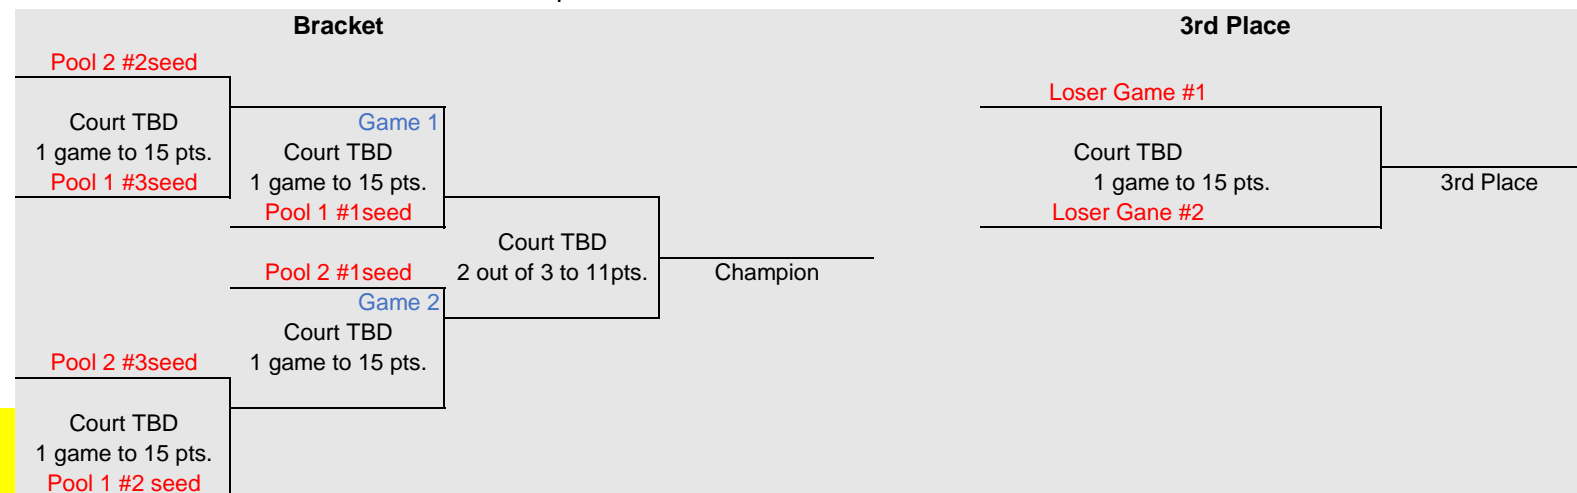 Bracket
3rd Place
Pool 2 #2seed
Loser Game #1
Court TBD
Game 1
1 game to 15 pts.
Court TBD
Court TBD
Pool 1 #3seed
1 game to 15 pts.
1 game to 15 pts.
3rd Place
Pool 1 #1seed
Loser Gane #2
Court TBD
Pool 2 #1seed
2 out of 3 to 11pts.
Champion
Game 2
Court TBD
Pool 2 #3seed
1 game to 15 pts.
Court TBD
1 game to 15 pts.
Pool 1 #2 seed